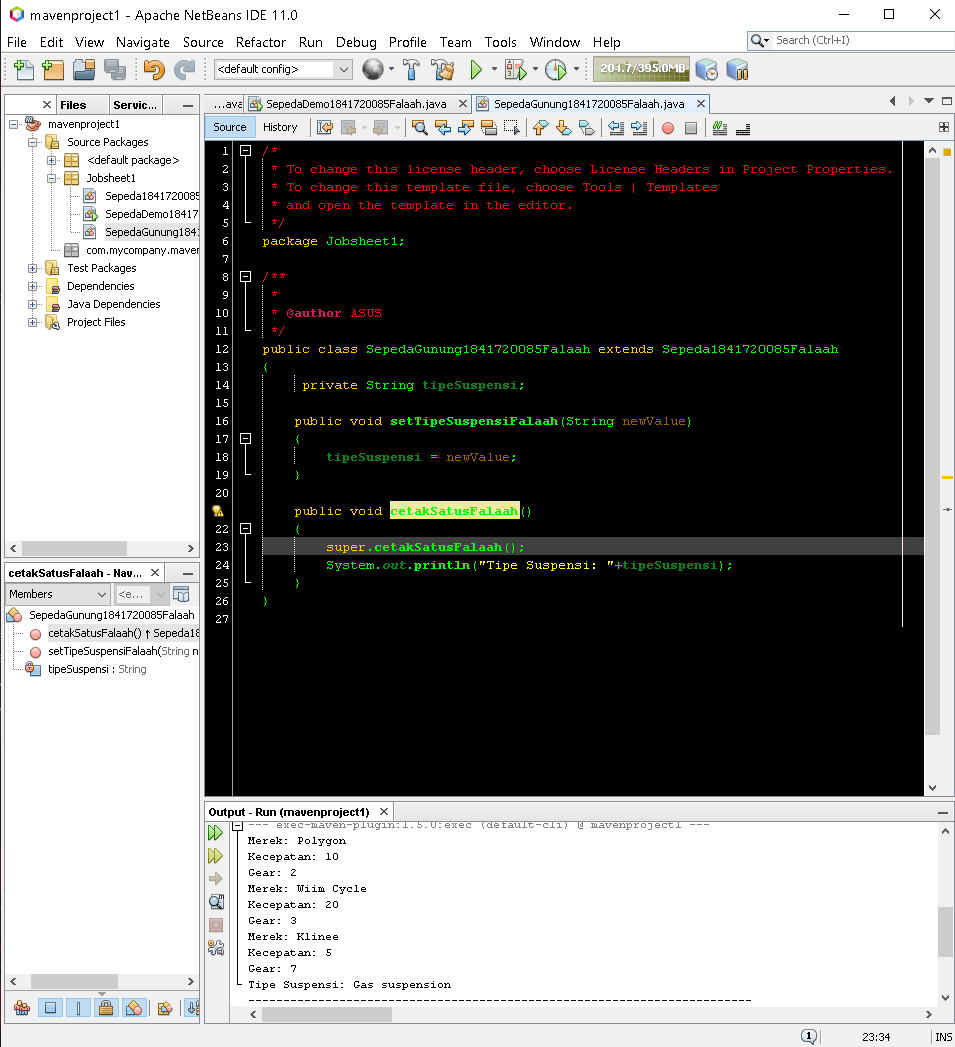 mavenproject1 - Apache NetBeans IDE 11.0
File Edit View Navigate Source Refactor Run Debug Profile Team Tools Window Help
Search (Ctrl+I)
<default config>
204.7/395.0MB
Files Servic...
...ava SepedaDemo1841720085Falaah.java SepedaGunung1841720085Falaah.java
Source History
mavenproject1
Source Packages
<default package>
Jobsheet1
Sepeda1841720085
SepedaDemo18417
SepedaGunung1841
com.mycompany.maven
Test Packages
Dependencies
Java Dependencies
Project Files
1 /*
2 * To change this license header, choose License Headers in Project Properties.
3 * To change this template file, choose Tools | Templates
4 * and open the template in the editor.
5 */
6 package Jobsheet1;
7
8 /**
9 *
10 * @author ASUS
11 */
12 public class SepedaGunung1841720085Falaah extends Sepeda1841720085Falaah
13 {
14 private String tipeSuspensi;
15
16 public void setTipeSuspensiFalaah(String newValue)
17 {
18 tipeSuspensi = newValue;
19 }
20
public void cetakSatusFalaah()
22 {
23 super.cetakSatusFalaah();
24 System.out.println("Tipe Suspensi: "+tipeSuspensi);
25 }
26 }
27
cetakSatusFalaah - Nav...
Members <e...
SepedaGunung1841720085Falaah
cetakSatusFalaah() ↑ Sepeda18
setTipeSuspensiFalaah(String n
tipeSuspensi : String
Output - Run (mavenproject1)
--- exec-maven-plugin:1.5.0:exec (default-cli) @ mavenproject1 ---
Merek: Polygon
Kecepatan: 10
Gear: 2
Merek: Wiim Cycle
Kecepatan: 20
Gear: 3
Merek: Klinee
Kecepatan: 5
Gear: 7
Tipe Suspensi: Gas suspension
------------------------------------------------------------------------
1 23:34 INS